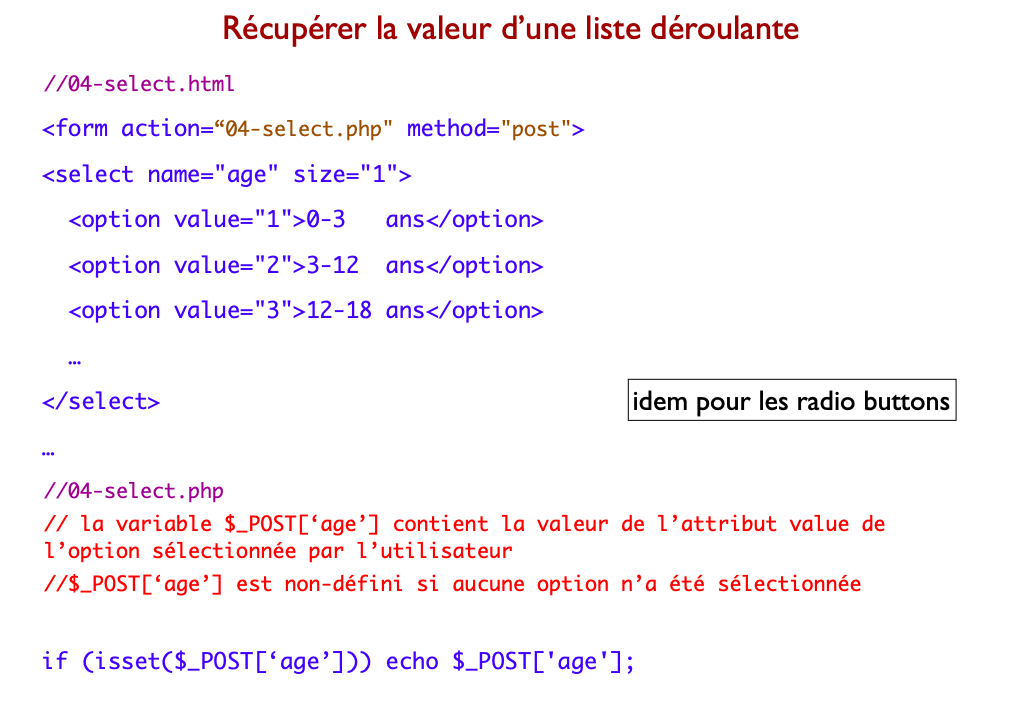 Récupérer la valeur d’une liste déroulante
//04-select.html
<form action=“04-select.php" method="post">
<select name="age" size="1">
  <option value="1">0-3   ans</option>
  <option value="2">3-12  ans</option>
  <option value="3">12-18 ans</option>
  …
</select>
idem pour les radio buttons
…
//04-select.php
// la variable $_POST[‘age’] contient la valeur de l’attribut value de
l’option sélectionnée par l’utilisateur
//$_POST[‘age’] est non-défini si aucune option n’a été sélectionnée
if (isset($_POST[‘age’])) echo $_POST['age'];